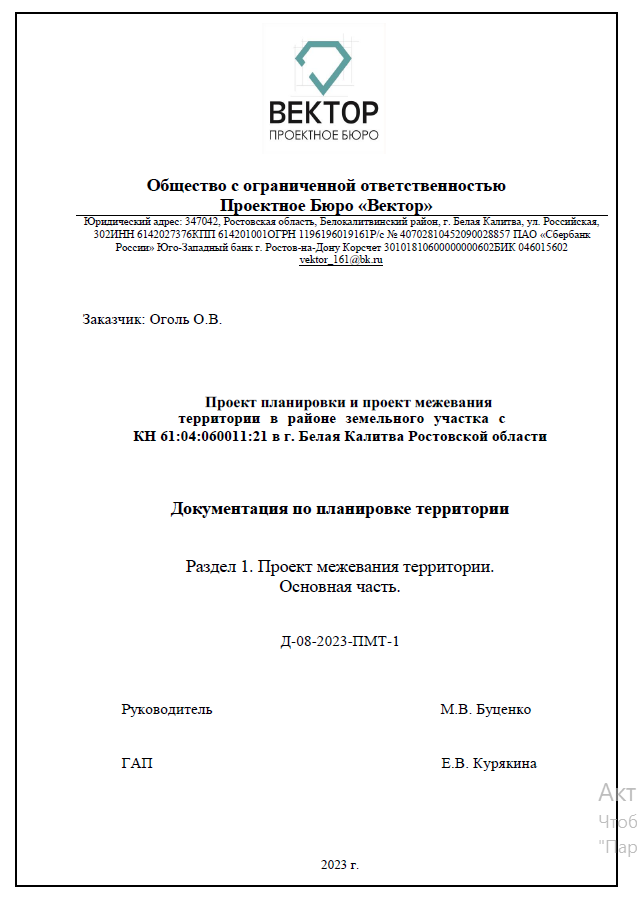 ВЕКТОР
ПРОЕКТНОЕ БЮРО
Общество с ограниченной ответственностью
Проектное Бюро «Вектор»
Юридический адрес: 347042, Ростовская область, Белокалитвинский район, г. Белая Калитва, ул. Российская,
302ИНН 6142027376КПП 614201001ОГРН 1196196019161Р/с № 40702810452090028857 ПАО «Сбербанк
России» Юго-Западный банк г. Ростов-на-Дону Корсчет 30101810600000000602БИК 046015602
vektor_161@bk.ru
Заказчик: Оголь О.В.
Проект планировки и проект межевания
территории в районе земельного участка с
КН 61:04:060011:21 в г. Белая Калитва Ростовской области
Документация по планировке территории
Раздел 1. Проект межевания территории.
Основная часть.
Д-08-2023-ПМТ-1
Руководитель М.В. Буценко
ГАП Е.В. Курякина
Акт
Чтоб
"Пар
2023 г.